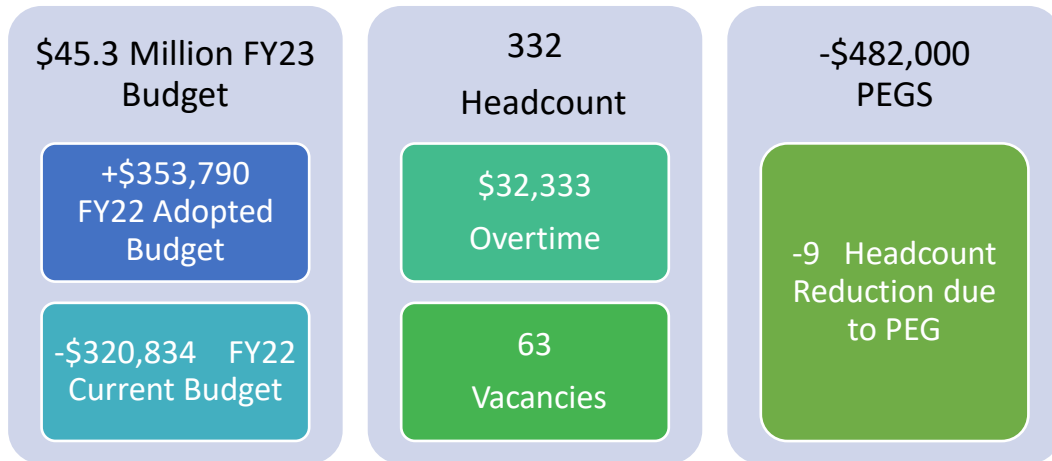 $45.3 Million FY23
Budget
+$353,790
FY22 Adopted
Budget
-$320,834 FY22
Current Budget
332
Headcount
$32,333
Overtime
63
Vacancies
-$482,000
PEGS
-9 Headcount
Reduction due
to PEG